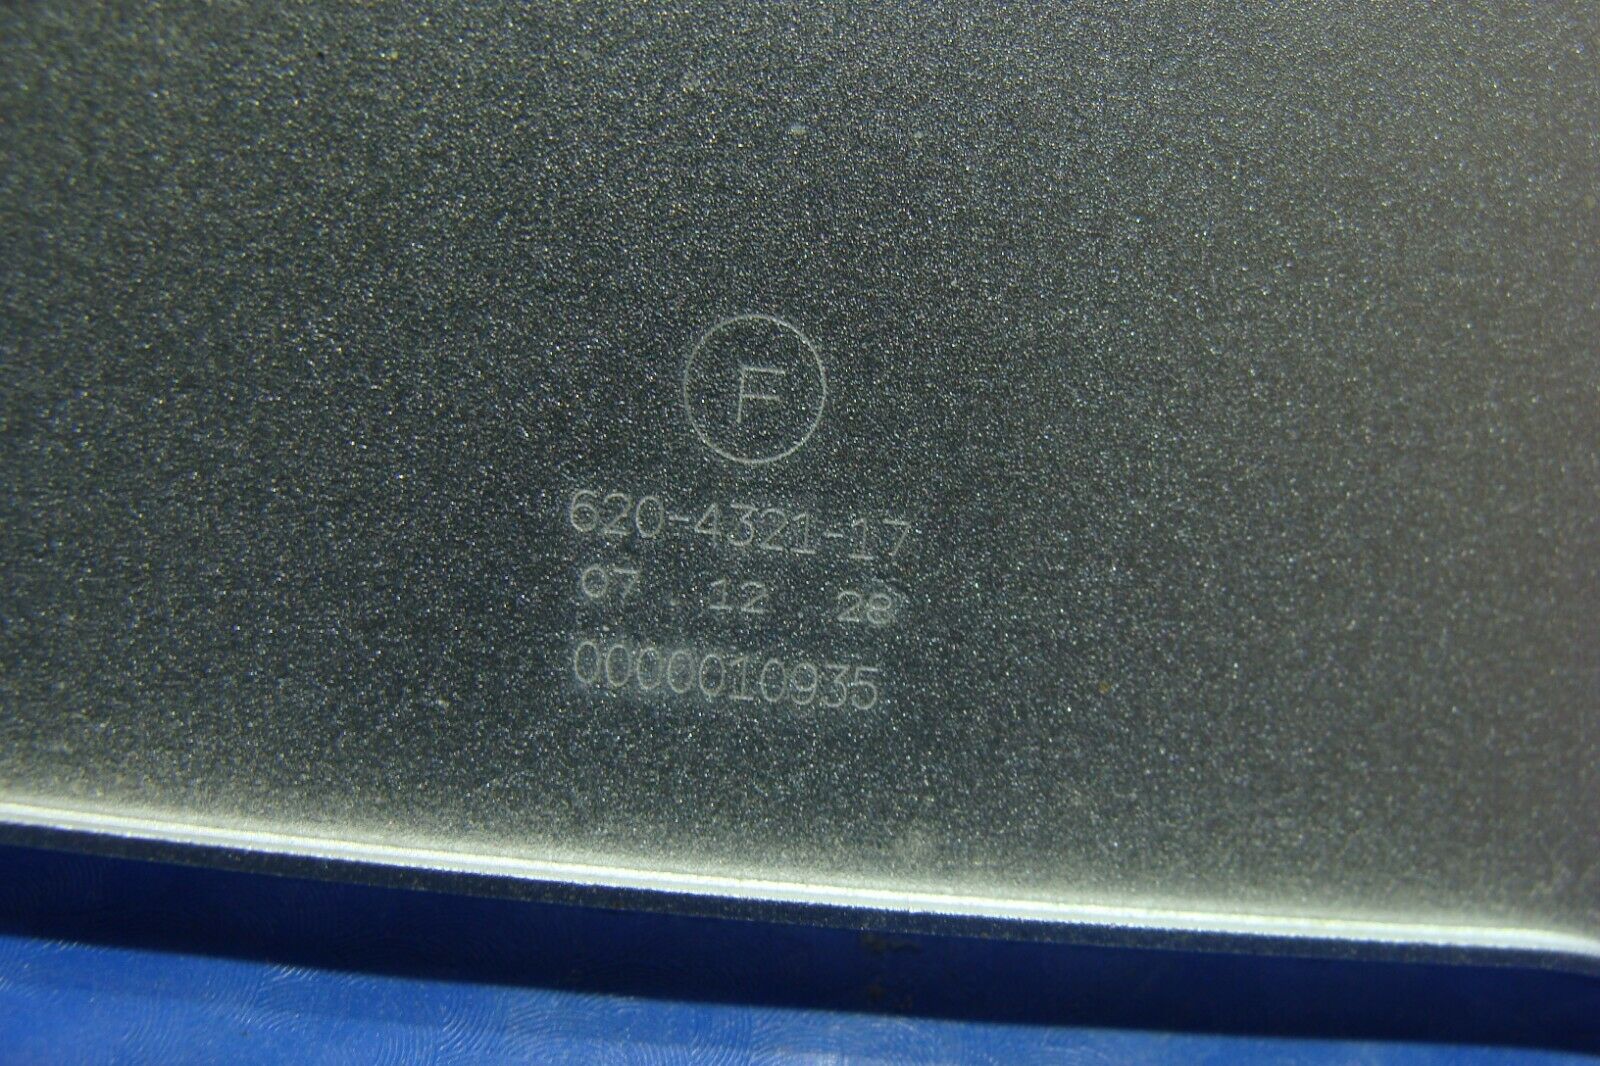 F
620-4321-17
07 . 12 . 28
0000010935